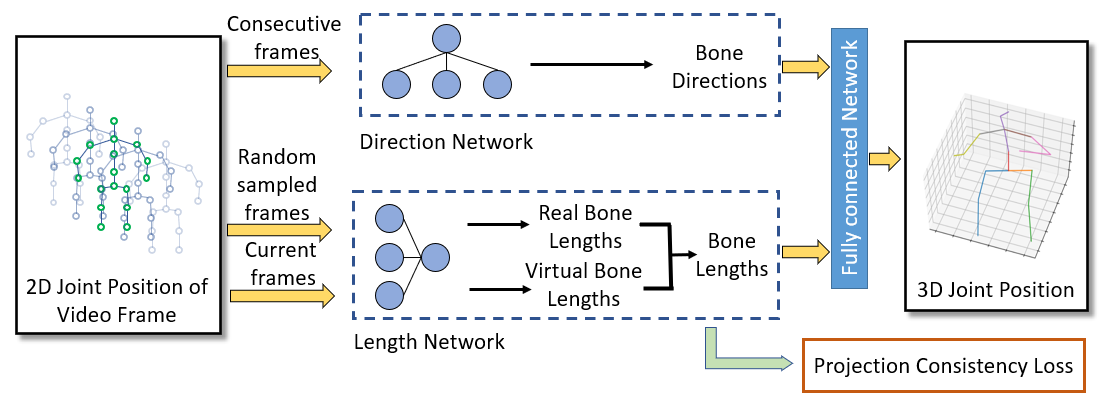 2D Joint Position of
Video Frame
Consecutive
frames
Random
sampled
frames
Current
frames
Bone
Directions
Direction Network
Real Bone
Lengths
Virtual Bone
Lengths
Bone
Lengths
Length Network
Fully connected Network
3D Joint Position
Projection Consistency Loss